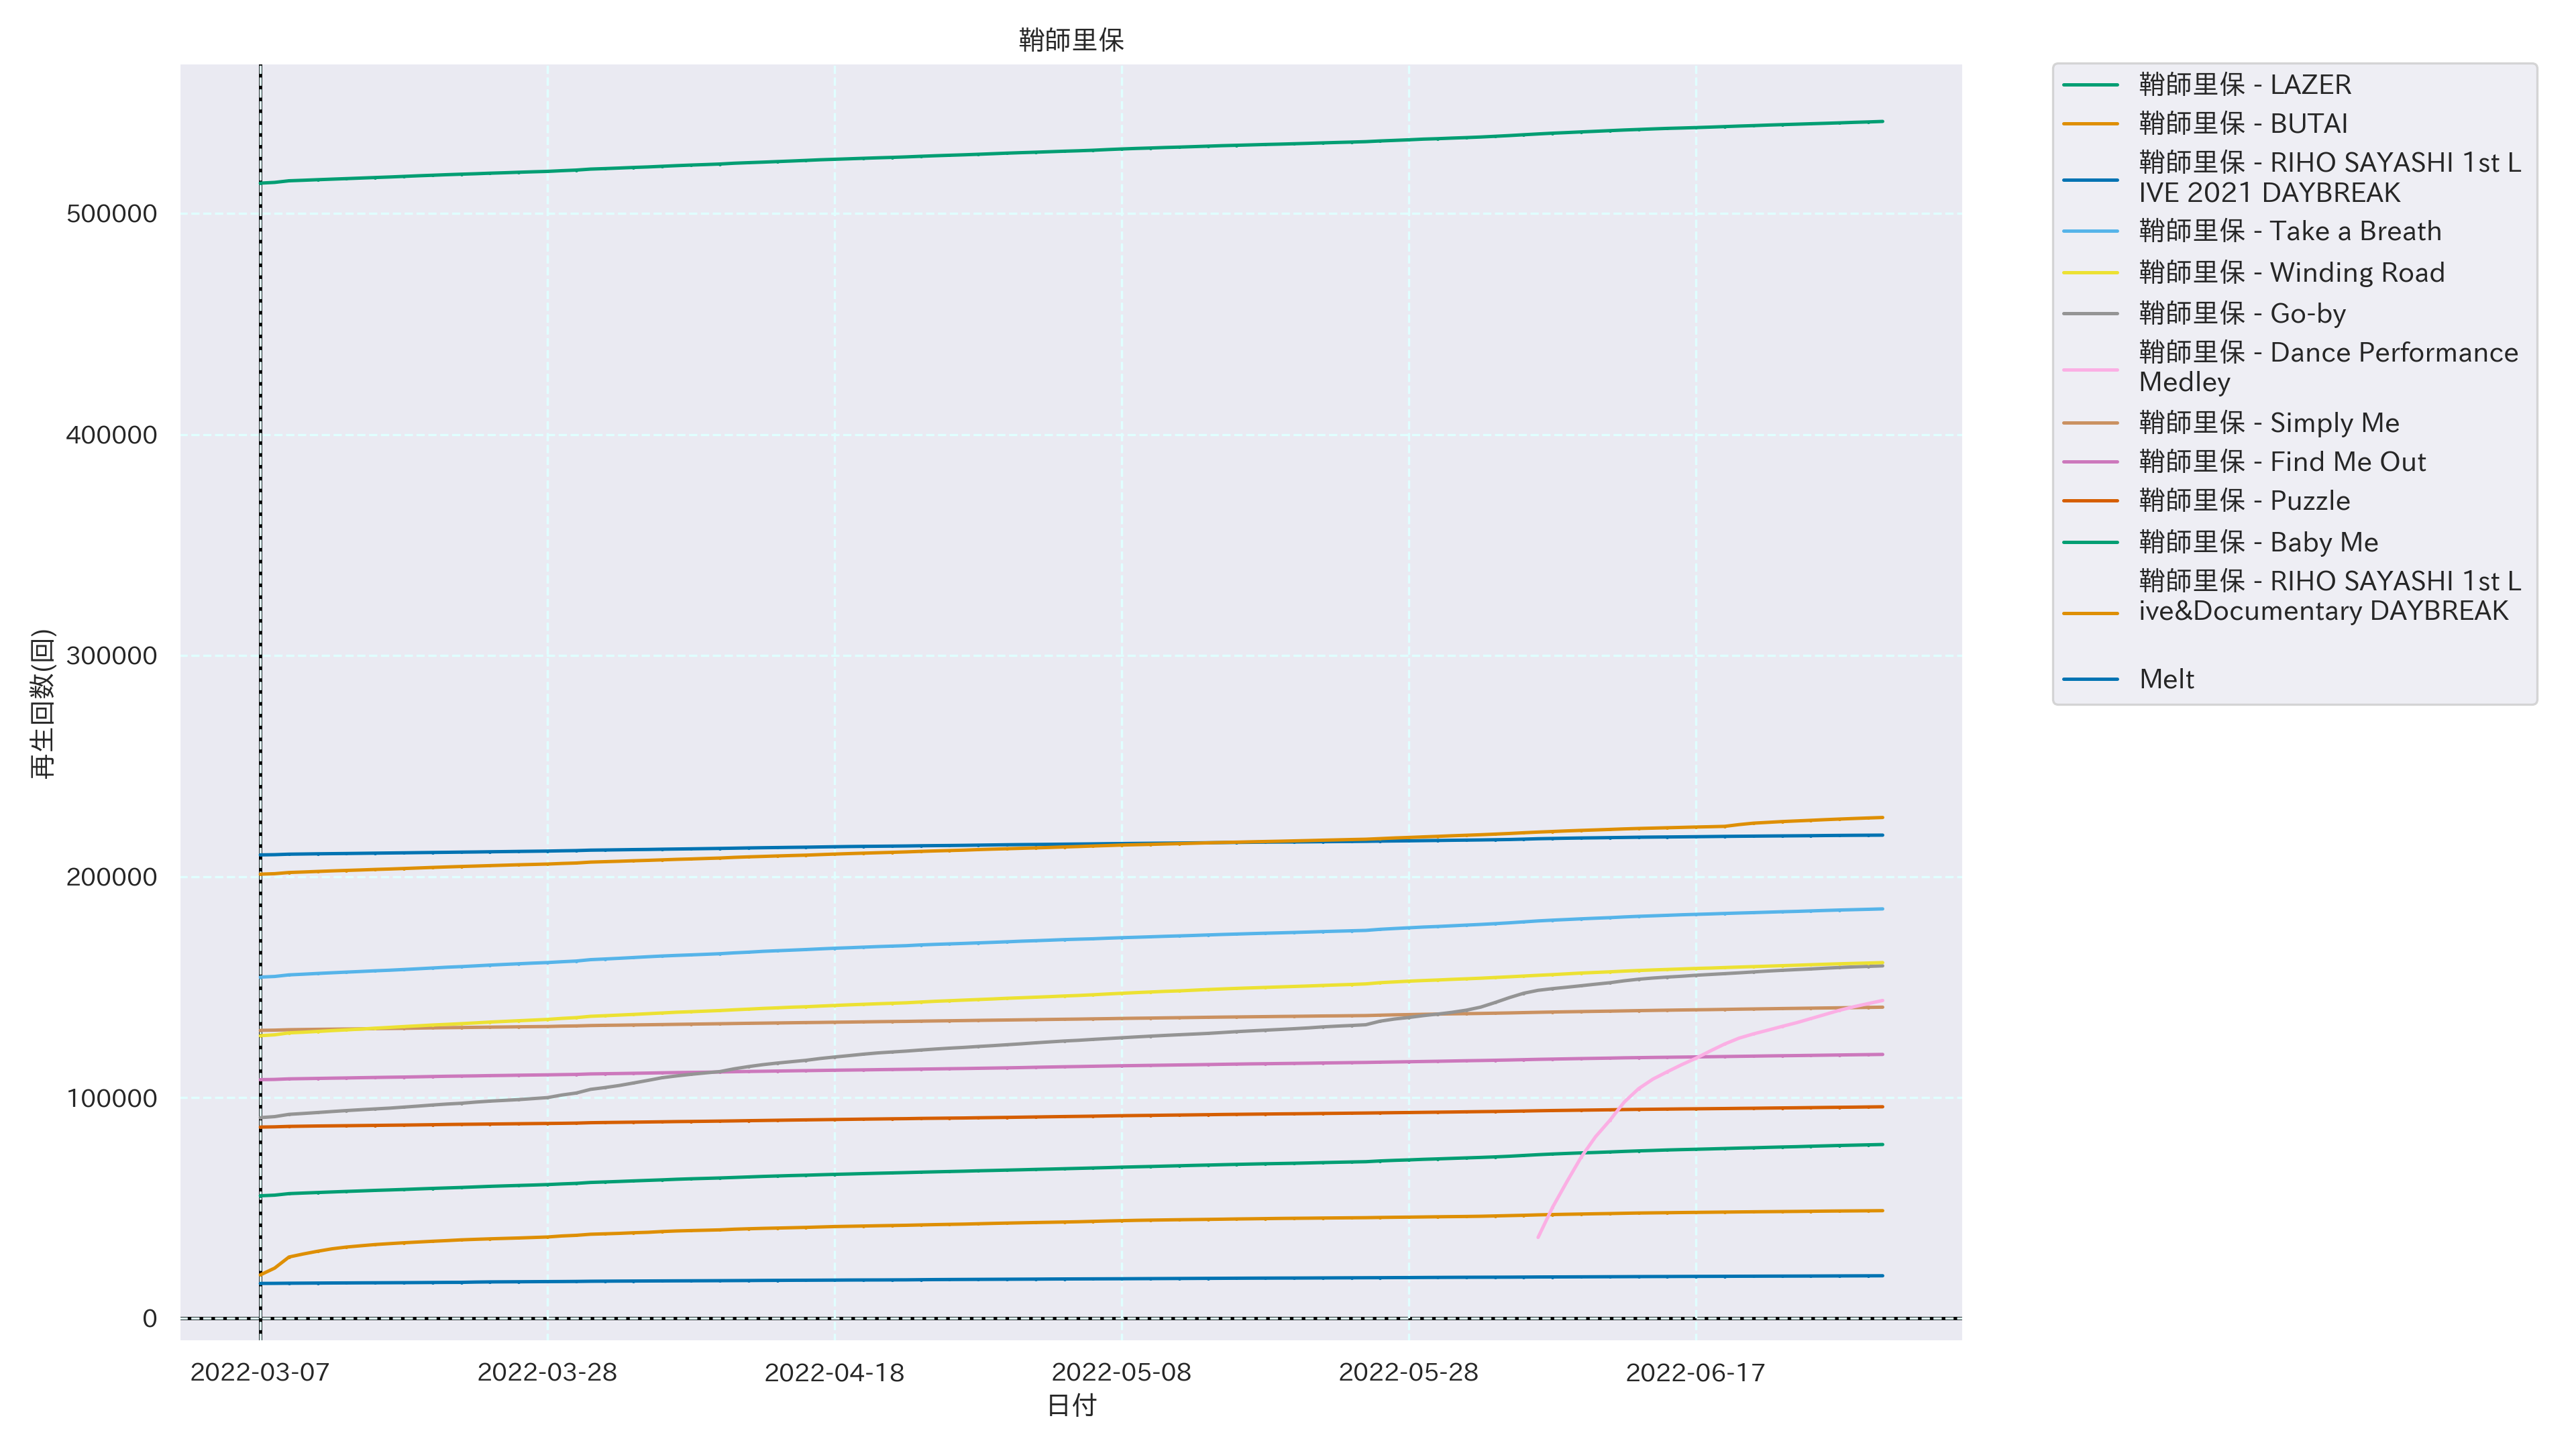 鞘師里保
500000
400000
300000
200000
100000
0
再生回数(回)
2022-03-07
2022-03-28
2022-04-18
2022-05-08
2022-05-28
2022-06-17
日付
鞘師里保 - LAZER
鞘師里保 - BUTAI
鞘師里保 - RIHO SAYASHI 1st L
IVE 2021 DAYBREAK
鞘師里保 - Take a Breath
鞘師里保 - Winding Road
鞘師里保 - Go-by
鞘師里保 - Dance Performance
Medley
鞘師里保 - Simply Me
鞘師里保 - Find Me Out
鞘師里保 - Puzzle
鞘師里保 - Baby Me
鞘師里保 - RIHO SAYASHI 1st L
ive&Documentary DAYBREAK
Melt